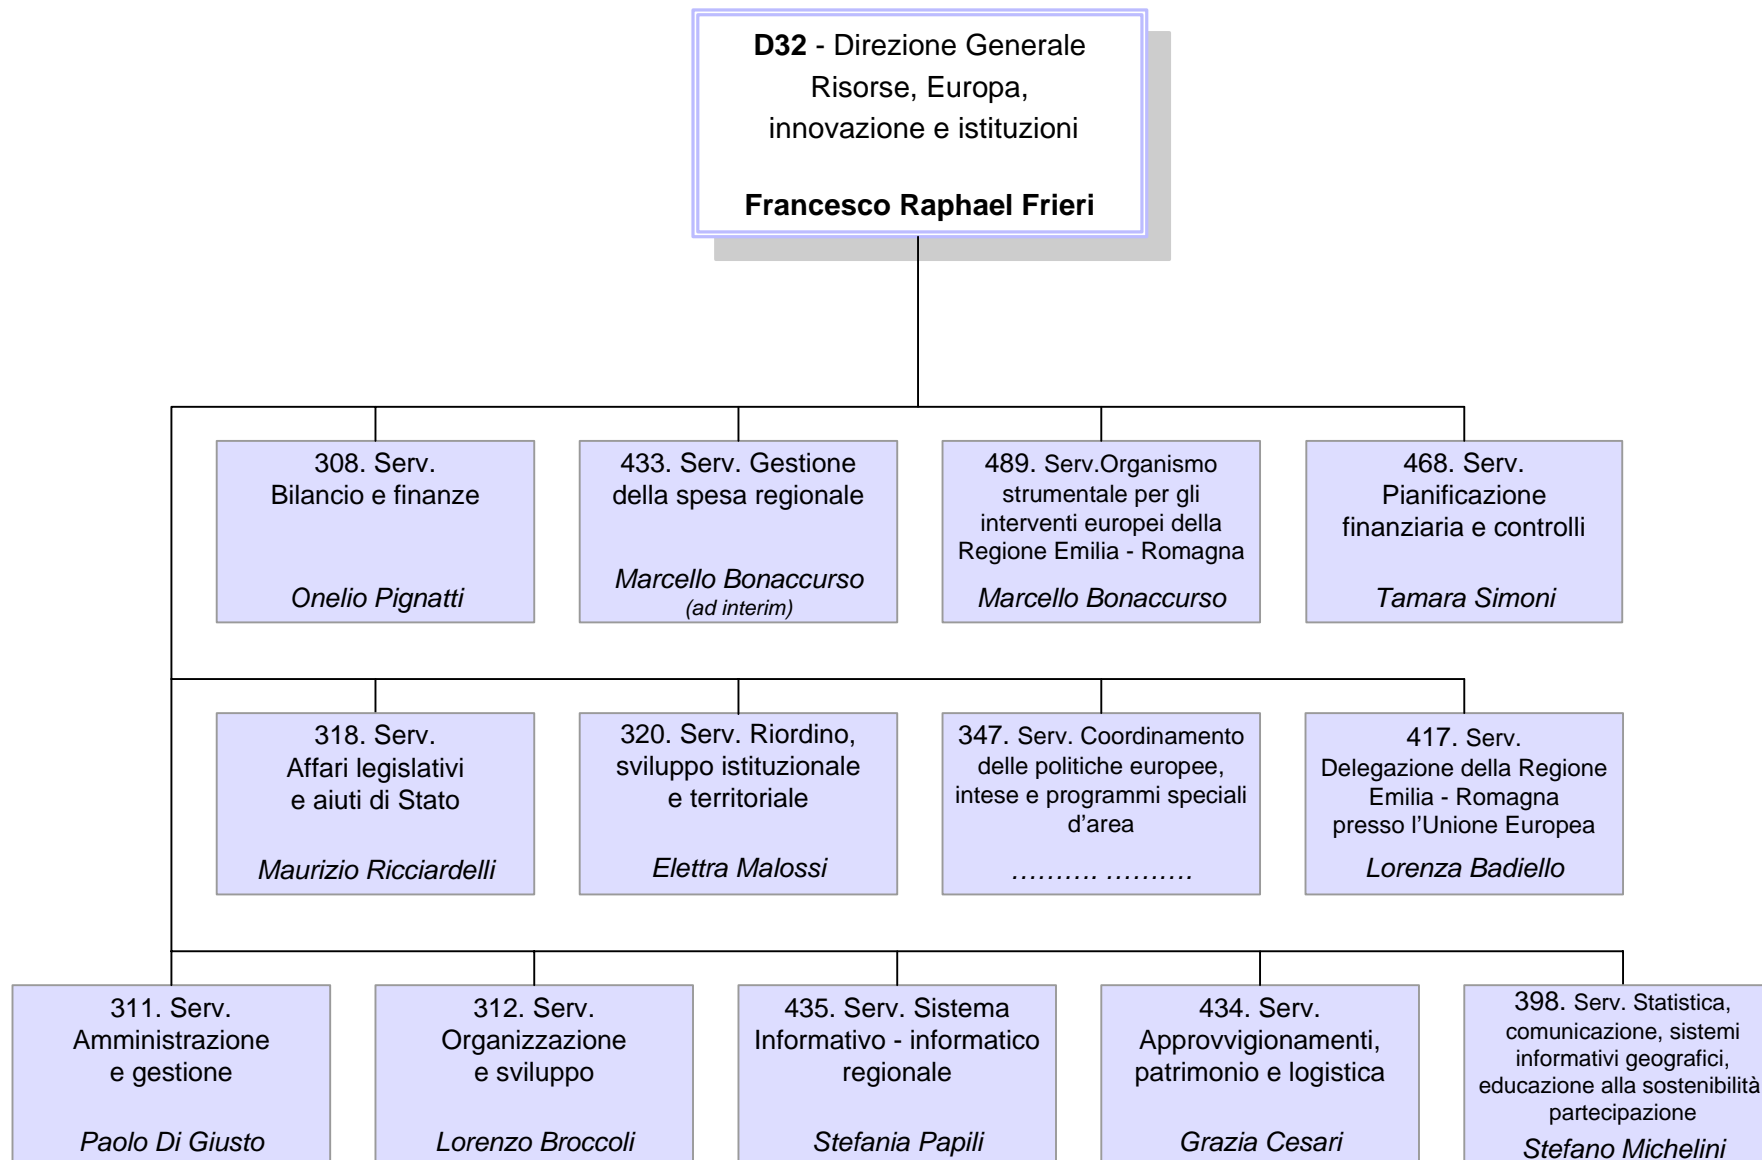 D32 - Direzione Generale
Risorse, Europa,
innovazione e istituzioni
Francesco Raphael Frieri
308. Serv.
Bilancio e finanze
Onelio Pignatti
433. Serv. Gestione
della spesa regionale
Marcello Bonaccurso
(ad interim)
489. Serv.Organismo
strumentale per gli
interventi europei della
Regione Emilia - Romagna
Marcello Bonaccurso
468. Serv.
Pianificazione
finanziaria e controlli
Tamara Simoni
318. Serv.
Affari legislativi
e aiuti di Stato
Maurizio Ricciardelli
320. Serv. Riordino,
sviluppo istituzionale
e territoriale
Elettra Malossi
347. Serv. Coordinamento
delle politiche europee,
intese e programmi speciali
d’area
………. ……….
417. Serv.
Delegazione della Regione
Emilia - Romagna
presso l’Unione Europea
Lorenza Badiello
311. Serv.
Amministrazione
e gestione
Paolo Di Giusto
312. Serv.
Organizzazione
e sviluppo
Lorenzo Broccoli
435. Serv. Sistema
Informativo - informatico
regionale
Stefania Papili
434. Serv.
Approvvigionamenti,
patrimonio e logistica
Grazia Cesari
398. Serv. Statistica,
comunicazione, sistemi
informativi geografici,
educazione alla sostenibilità
partecipazione
Stefano Michelini